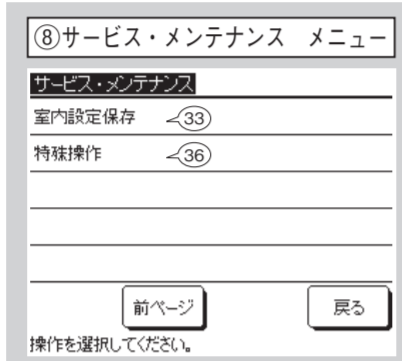 ⑧サービス・メンテナンス　メニュー
サービス・メンテナンス
室内設定保存 ㉝
特殊操作 ㊱
前ページ 戻る
操作を選択してください。